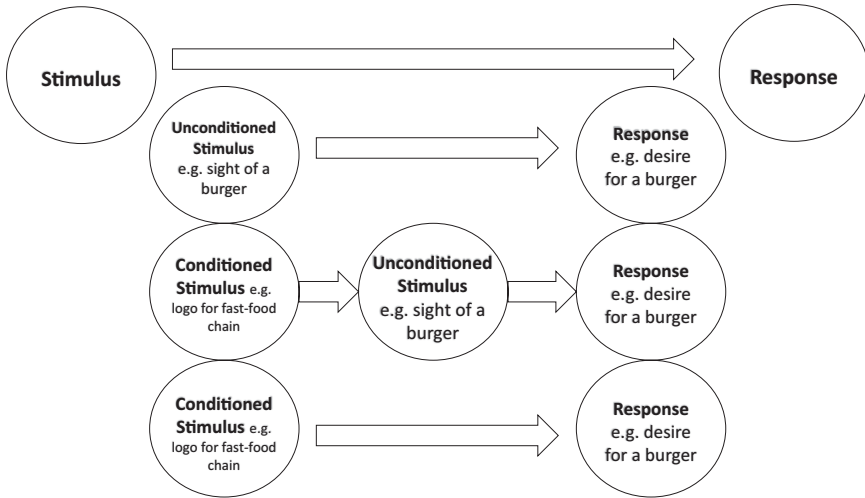 Stimulus
Response
Unconditioned
Stimulus
e.g. sight of a
burger
Response
e.g. desire
for a burger
Conditioned
Stimulus e.g.
logo for fast-food
chain
Unconditioned
Stimulus
e.g. sight of a
burger
Response
e.g. desire
for a burger
Conditioned
Stimulus e.g.
logo for fast-food
chain
Response
e.g. desire
for a burger